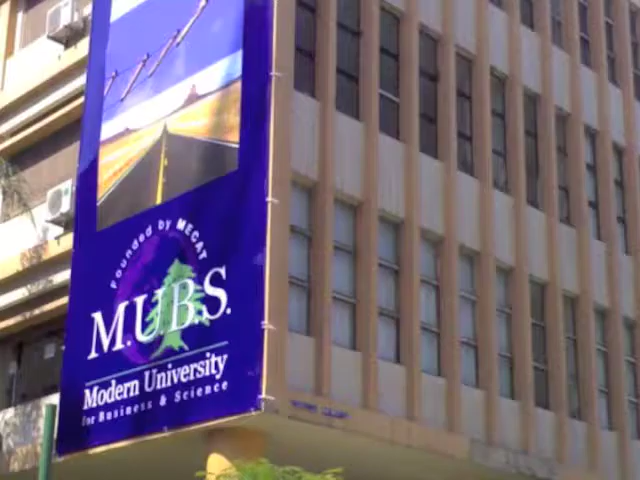 Founded by MECAT
M.U.B.S.
Modern University
for Business & Science